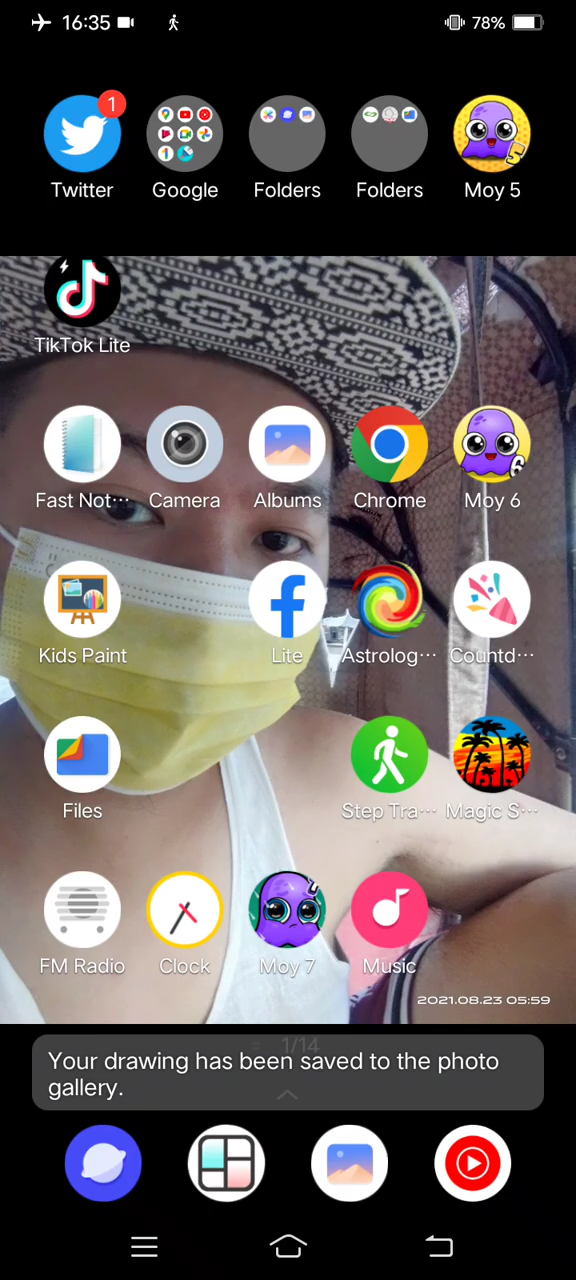 16:35
78%
1
Twitter
Google
Folders
Folders
Moy 5
TikTok Lite
Fast Not···
Camera
Albums
Chrome
Moy 6
Kids Paint
Lite
Astrolog···
Countd···
Files
Step Tra···
Magic S···
FM Radio
Clock
Moy 7
Music
2021.08.23 05:59
1/14
Your drawing has been saved to the photo
gallery.